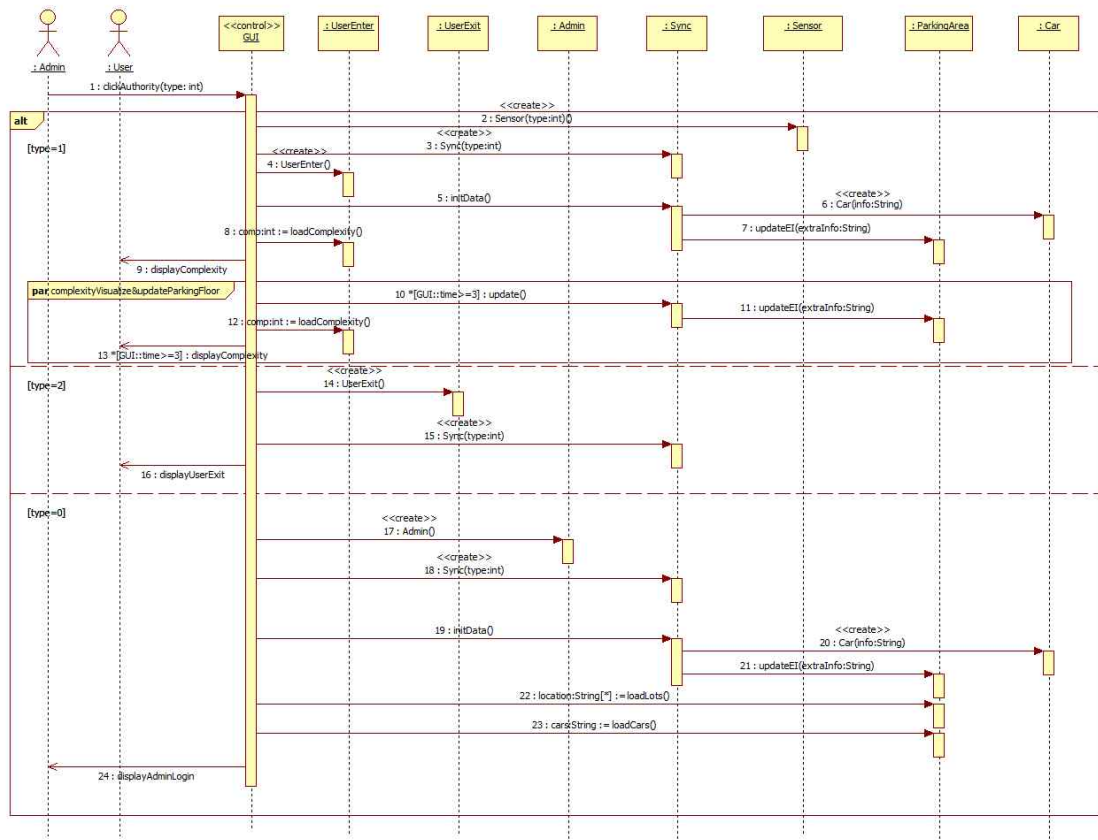 : Admin
: User
<<control>>
GUI
: UserEnter
: UserExit
: Admin
: Sync
: Sensor
: ParkingArea
: Car
1 : clickAuthority(type: int)
alt
<<create>>
2 : Sensor(type:int)()
[type=1]
<<create>>
3 : Sync(type:int)
<<create>>
4 : UserEnter()
5 : initData()
<<create>>
6 : Car(info:String)
7 : updateEI(extraInfo:String)
8 : comp:int := loadComplexity()
9 : displayComplexity
par complexityVisualize&updateParkingFloor
10 *[GUI::time>=3] : update()
11 : updateEI(extraInfo:String)
12 : comp:int := loadComplexity()
13 *[GUI::time>=3] : displayComplexity
[type=2]
<<create>>
14 : UserExit()
<<create>>
15 : Sync(type:int)
16 : displayUserExit
[type=0]
<<create>>
17 : Admin()
<<create>>
18 : Sync(type:int)
19 : initData()
<<create>>
20 : Car(info:String)
21 : updateEI(extraInfo:String)
22 : location:String[*] := loadLots()
23 : cars:String := loadCars()
24 : displayAdminLogin